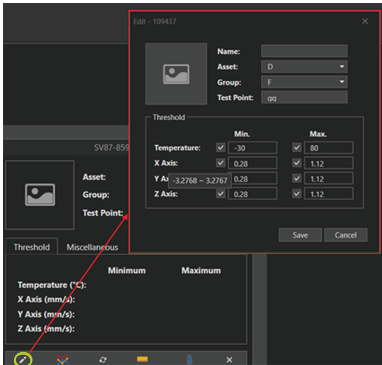 Edit - 109437
Name:
Asset: D
Group: F
Test Point: qq
Threshold
Min. Max.
Temperature: -30 80
X Axis: 0.28 1.12
Y A 0.28 1.12
-3.2768 ~ 3.2767
Z Axis: 0.28 1.12
Save Cancel
SV87-859
Asset:
Group:
Test Point:
Threshold Miscellaneous
Minimum Maximum
Temperature (°C):
X Axis (mm/s):
Y Axis (mm/s):
Z Axis (mm/s):